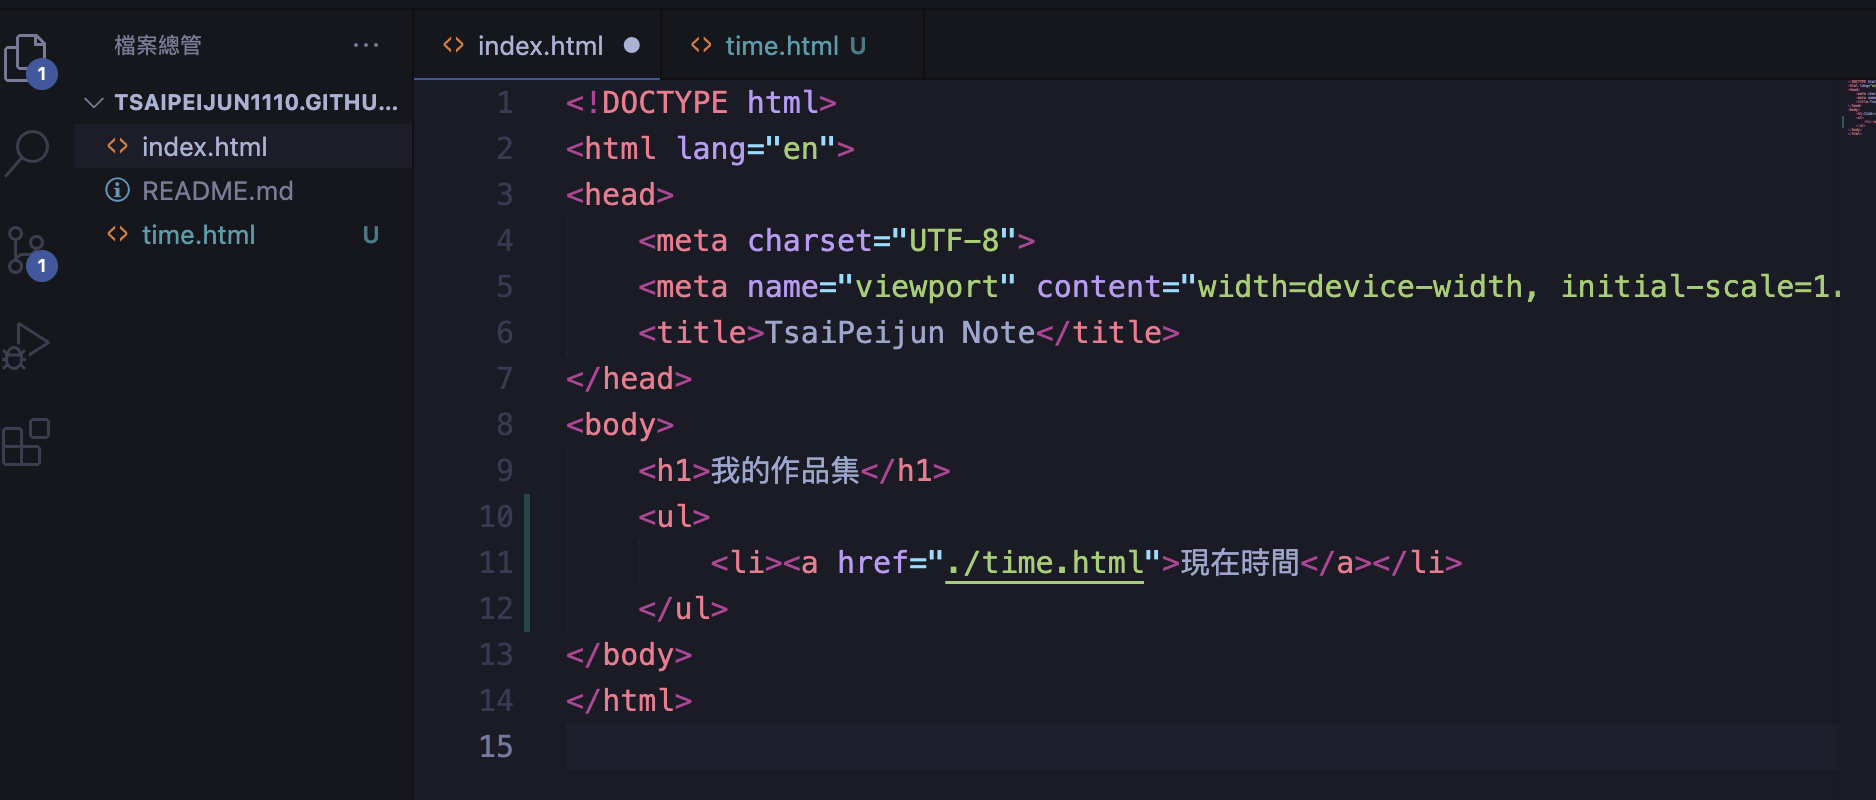 檔案總管 ...
TSAIPEIJUN1110.GITHU...
index.html
README.md
time.html U
1
1
index.html
time.html U
1 <!DOCTYPE html>
2 <html lang="en">
3 <head>
4 <meta charset="UTF-8">
5 <meta name="viewport" content="width=device-width, initial-scale=1.
6 <title>TsaiPeijun Note</title>
7 </head>
8 <body>
9 <h1>我的作品集</h1>
10 <ul>
11 <li><a href="./time.html">現在時間</a></li>
12 </ul>
13 </body>
14 </html>
15